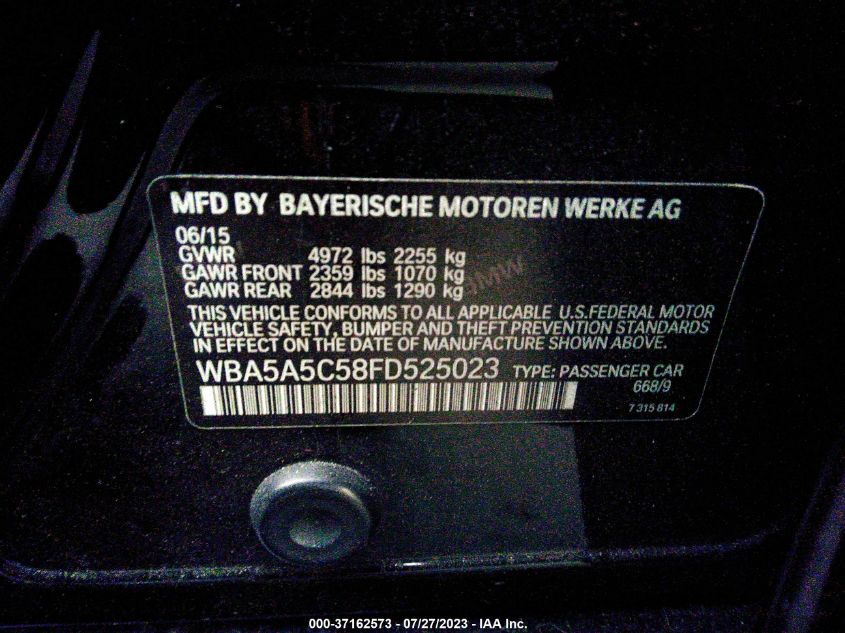 MFD BY BAYERISCHE MOTOREN WERKE AG
06/15
GVWR 4972 lbs 2255 kg
GAWR FRONT 2359 lbs 1070 kg
GAWR REAR 2844 lbs 1290 kg
BMW
THIS VEHICLE CONFORMS TO ALL APPLICABLE U.S.FEDERAL MOTOR
VEHICLE SAFETY, BUMPER AND THEFT PREVENTION STANDARDS
IN EFFECT ON THE DATE OF MANUFACTURE SHOWN ABOVE.
WBA5A5C58FD525023 TYPE: PASSENGER CAR
668/9
7 315 814
000-37162573 - 07/27/2023 - IAA Inc.